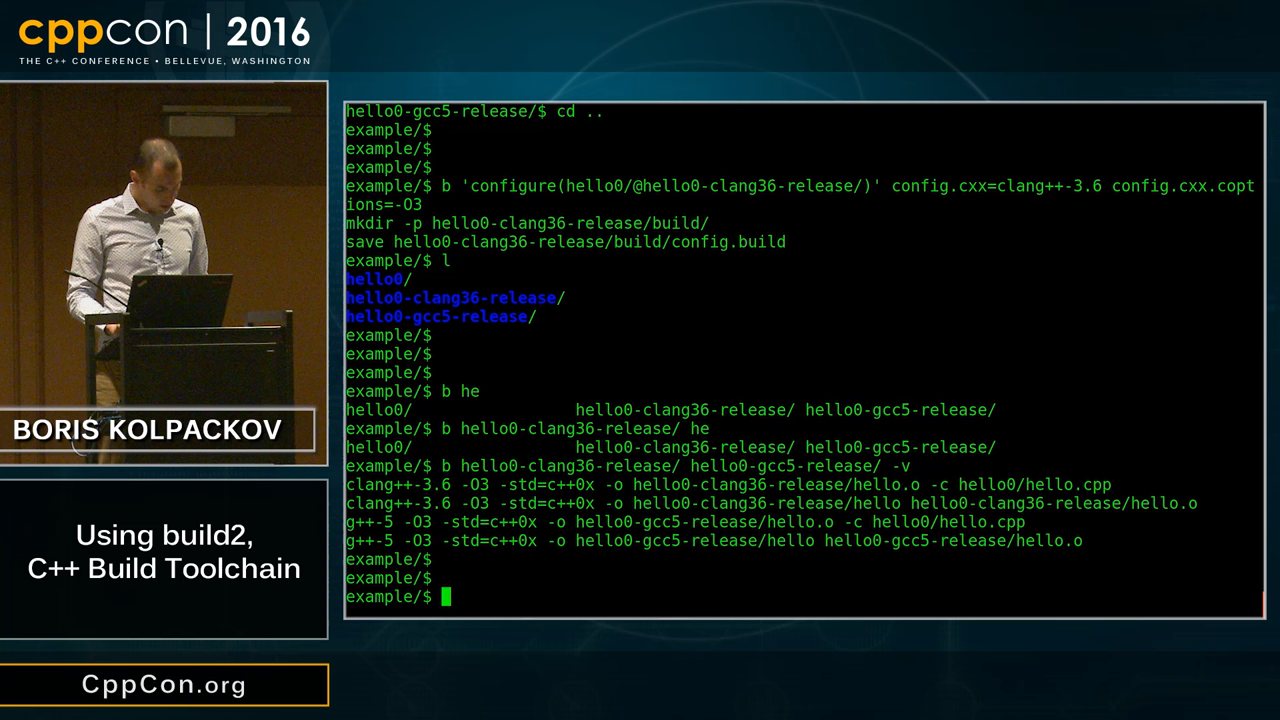 cppcon | 2016
THE C++ CONFERENCE • BELLEVUE, WASHINGTON
hello0-gcc5-release/$ cd ..
example/$
example/$
example/$
example/$ b 'configure(hello0/@hello0-clang36-release/)' config.cxx=clang++-3.6 config.cxx.copt
ions=-O3
mkdir -p hello0-clang36-release/build/
save hello0-clang36-release/build/config.build
example/$ l
hello0/
hello0-clang36-release/
hello0-gcc5-release/
example/$
example/$
example/$
example/$ b he
hello0/ hello0-clang36-release/ hello0-gcc5-release/
example/$ b hello0-clang36-release/ he
hello0/ hello0-clang36-release/ hello0-gcc5-release/
example/$ b hello0-clang36-release/ hello0-gcc5-release/ -v
clang++-3.6 -O3 -std=c++0x -o hello0-clang36-release/hello.o -c hello0/hello.cpp
clang++-3.6 -O3 -std=c++0x -o hello0-clang36-release/hello hello0-clang36-release/hello.o
g++-5 -O3 -std=c++0x -o hello0-gcc5-release/hello.o -c hello0/hello.cpp
g++-5 -O3 -std=c++0x -o hello0-gcc5-release/hello hello0-gcc5-release/hello.o
example/$
example/$
example/$
BORIS KOLPACKOV
Using build2,
C++ Build Toolchain
CppCon.org